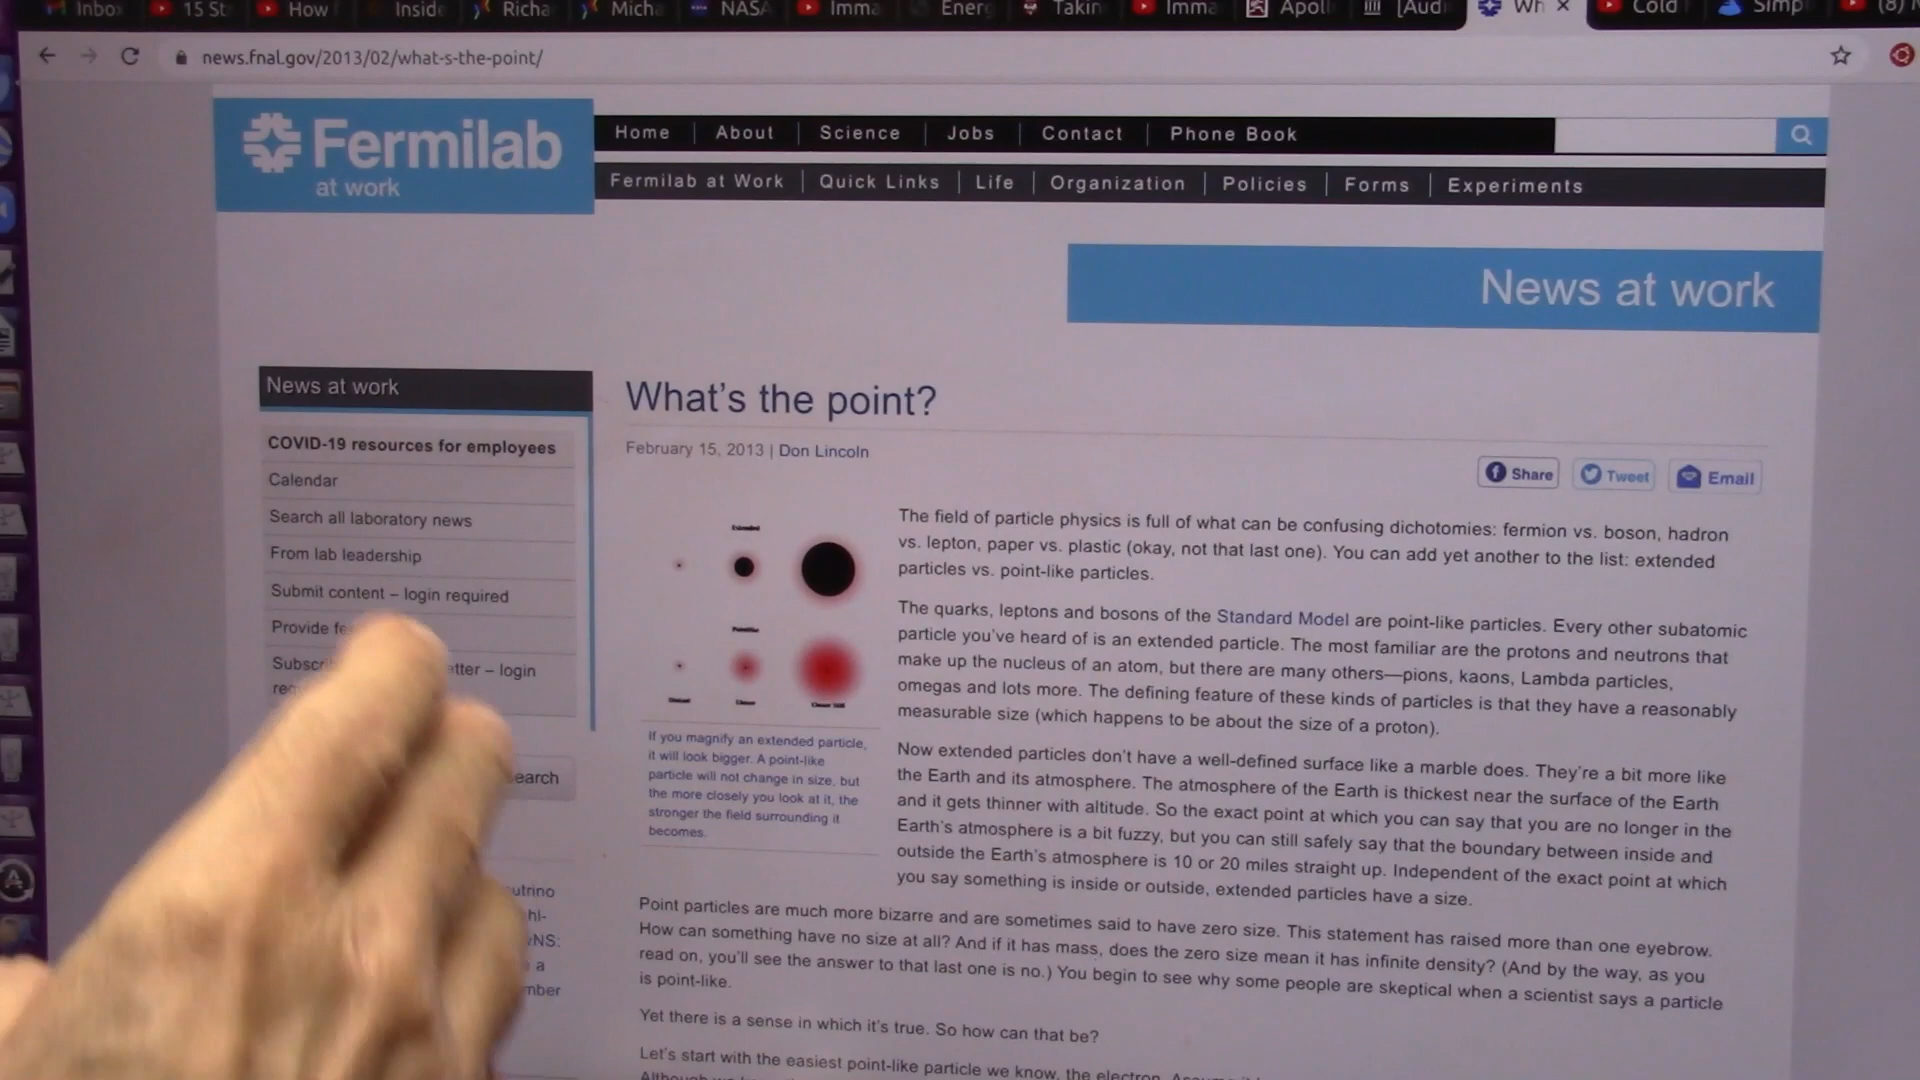 Inbox 15 St How Inside Richa Mich NASA Imma Ener Takin Imma Apoll [Aud Wh Cold Simp (8)
news.fnal.gov/2013/02/what-s-the-point/
Fermilab
at work
Home About Science Jobs Contact Phone Book
Fermilab at Work Quick Links Life Organization Policies Forms Experiments
News at work
News at work
COVID-19 resources for employees
Calendar
Search all laboratory news
From lab leadership
Submit content – login required
Provide
etter – login
earch
utrino
NS:
a
mber
What's the point?
February 15, 2013 | Don Lincoln
Share Tweet Email
Extended
Pointlike
Distant Closer Closer Still
If you magnify an extended particle,
it will look bigger. A point-like
particle will not change in size, but
the more closely you look at it, the
stronger the field surrounding it
becomes.
The field of particle physics is full of what can be confusing dichotomies: fermion vs. boson, hadron
vs. lepton, paper vs. plastic (okay, not that last one). You can add yet another to the list: extended
particles vs. point-like particles.
The quarks, leptons and bosons of the Standard Model are point-like particles. Every other subatomic
particle you've heard of is an extended particle. The most familiar are the protons and neutrons that
make up the nucleus of an atom, but there are many others—pions, kaons, Lambda particles,
omegas and lots more. The defining feature of these kinds of particles is that they have a reasonably
measurable size (which happens to be about the size of a proton).
Now extended particles don't have a well-defined surface like a marble does. They're a bit more like
the Earth and its atmosphere. The atmosphere of the Earth is thickest near the surface of the Earth
and it gets thinner with altitude. So the exact point at which you can say that you are no longer in the
Earth's atmosphere is a bit fuzzy, but you can still safely say that the boundary between inside and
outside the Earth's atmosphere is 10 or 20 miles straight up. Independent of the exact point at which
you say something is inside or outside, extended particles have a size.
Point particles are much more bizarre and are sometimes said to have zero size. This statement has raised more than one eyebrow.
How can something have no size at all? And if it has mass, does the zero size mean it has infinite density? (And by the way, as you
read on, you'll see the answer to that last one is no.) You begin to see why some people are skeptical when a scientist says a particle
is point-like.
Yet there is a sense in which it's true. So how can that be?
Let's start with the easiest point-like particle we know, the electron.
Although